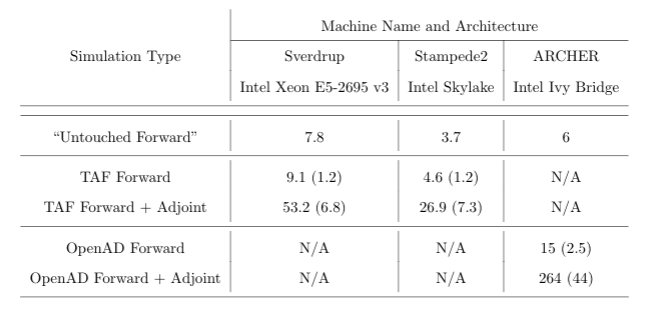 Machine Name and Architecture
Simulation Type Sverdrup Stampede2 ARCHER
Intel Xeon E5-2695 v3 Intel Skylake Intel Ivy Bridge
“Untouched Forward” 7.8 3.7 6
TAF Forward 9.1 (1.2) 4.6 (1.2) N/A
TAF Forward + Adjoint 53.2 (6.8) 26.9 (7.3) N/A
OpenAD Forward N/A N/A 15 (2.5)
OpenAD Forward + Adjoint N/A N/A 264 (44)